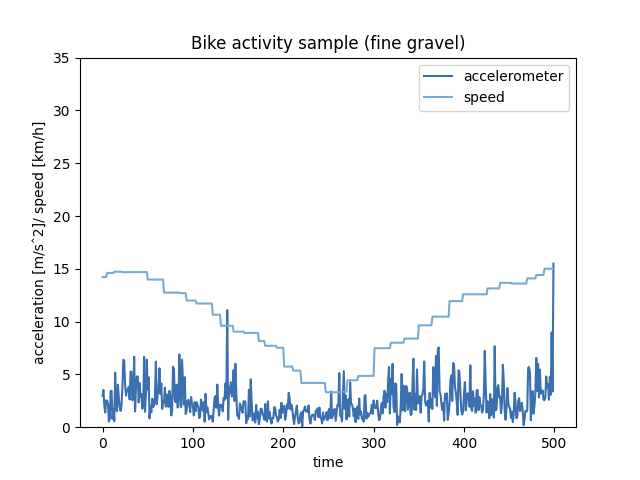 Bike activity sample (fine gravel)
accelerometer
speed
acceleration [m/sˆ2]/ speed [km/h]
35
30
25
20
15
10
5
0
0 100 200 300 400 500
time